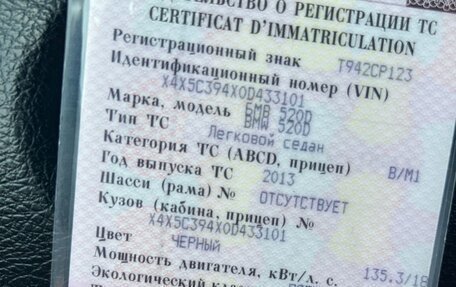 ЬСТВО О РЕГИСТРАЦИИ ТС
CERTIFICAT D'IMMATRICULATION
Регистрационный знак Т942СР123
Идентификационный номер (VIN)
X4X5C394X0D433101
Марка, модель БМВ 520D
BMW 520D
Тип ТС Легковой седан
Категория ТС (ABCD, прицеп) B/M1
Год выпуска ТС 2013
Шасси (рама) № ОТСУТСТВУЕТ
Кузов (кабина, прицеп) №
X4X5C394X0D433101
Цвет ЧЕРНЫЙ
Мощность двигателя, кВт/л. с. 135.3/18
Экологический клас